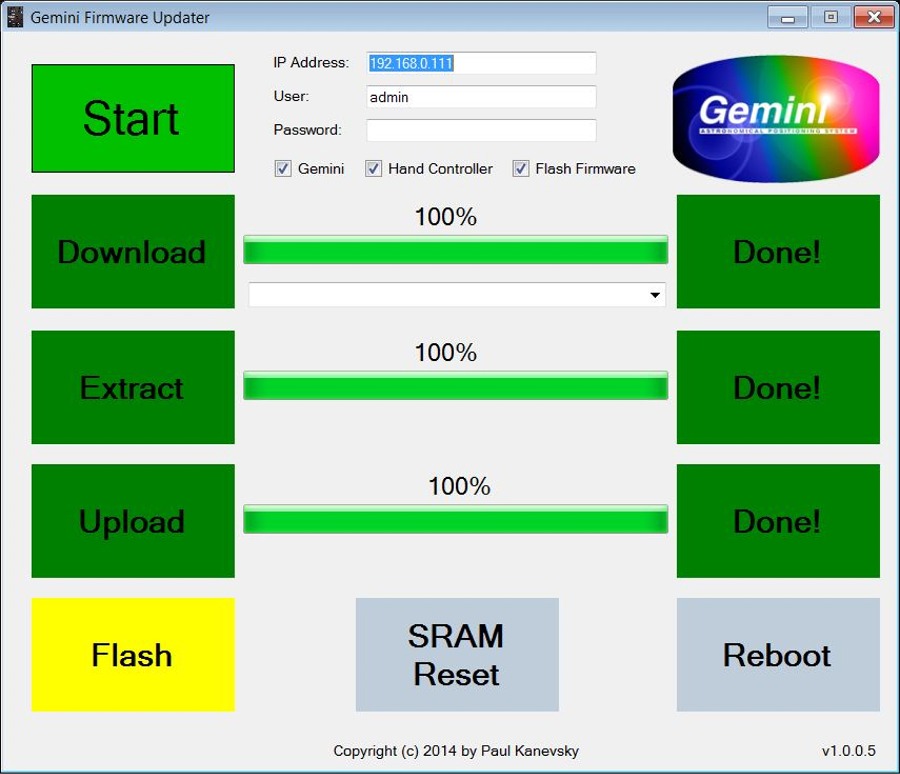 Gemini Firmware Updater
Start
IP Address:
192.168.0.111
User:
admin
Password:
Gemini
Hand Controller
Flash Firmware
Gemini
ASTRONOMICAL POSITIONING SYSTEM
Download
100%
Done!
Extract
100%
Done!
Upload
100%
Done!
Flash
SRAM
Reset
Reboot
Copyright (c) 2014 by Paul Kanevsky
v1.0.0.5